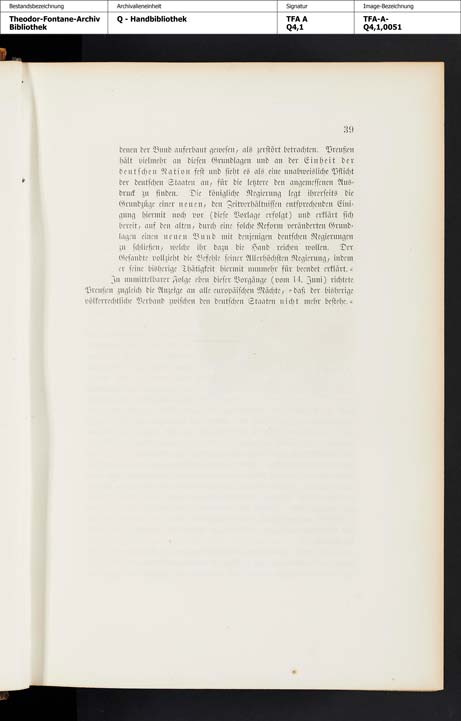 Bestandsbezeichnung
Archivalieneinheit
Signatur
Image-Bezeichnung
Theodor-Fontane-Archiv
Bibliothek
Q - Handbibliothek
TFA A
Q4,1
TFA-A-
Q4,1,0051
39
denen der Bund auferbaut gewesen, als zerstört betrachten. Preußen
hält vielmehr an diesen Grundlagen und an der Einheit der
deutschen Nation fest und sieht es als eine unabweisliche Pflicht
der deutschen Staaten an, für die letztere den angemessenen Aus-
druck zu finden. Die königliche Regierung legt ihrerseits die
Grundzüge einer neuen, den Zeitverhältnissen entsprechenden Eini-
gung hiermit noch vor (diese Vorlage erfolgt) und erklärt sich
bereit, auf den alten, durch eine solche Reform veränderten Grund-
lagen einen neuen Bund mit denjenigen deutschen Regierungen
zu schließen, welche ihr dazu die Hand reichen wollen. Der
Gesandte vollzieht die Befehle seiner Allerhöchsten Regierung, indem
er seine bisherige Thätigkeit hiermit nunmehr für beendet erklärt.«
In unmittelbarer Folge eben dieser Vorgänge (vom 14. Juni) richtete
Preußen zugleich die Anzeige an alle europäischen Mächte, »daß der bisherige
völkerrechtliche Verband zwischen den deutschen Staaten nicht mehr bestehe.«